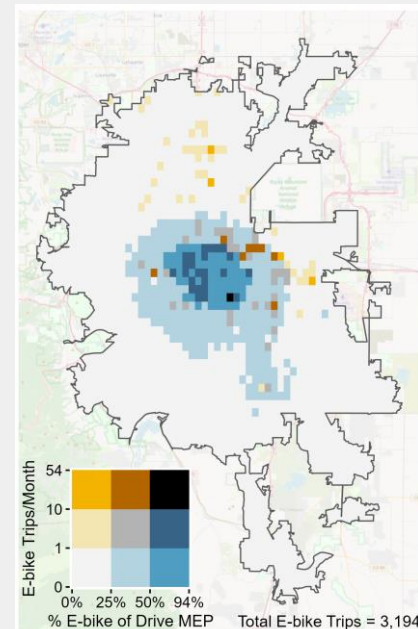 E-bike Trips/Month
54
10
1
0
0% 25% 50% 94%
% E-bike of Drive MEP
Total E-bike Trips = 3,194